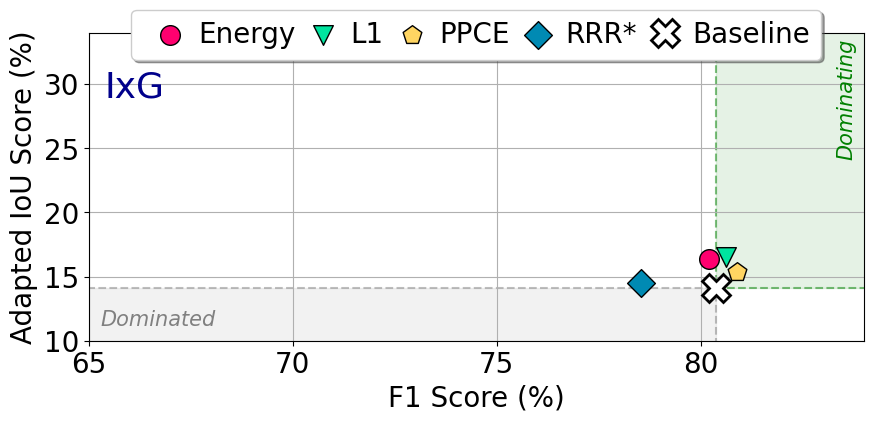 Energy L1 PPCE RRR* Baseline
IxG
Dominating
Dominated
Adapted IoU Score (%)
30
25
20
15
10
65 70 75 80
F1 Score (%)